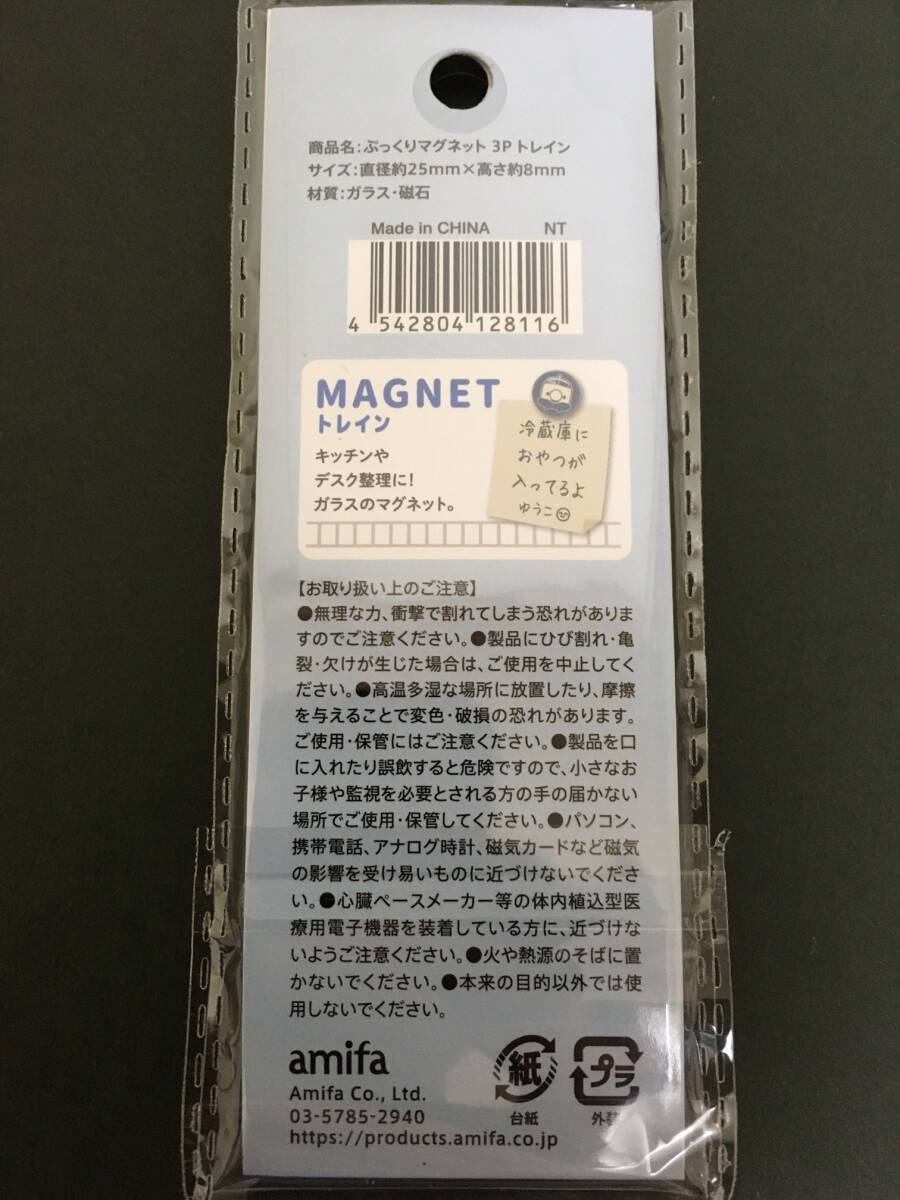 商品名:ぷっくりマグネット 3P トレイン
サイズ:直径約25mm×高さ約8mm
材質:ガラス・磁石
Made in CHINA NT
4 542804 128116
MAGNET
トレイン
キッチンや
デスク整理に!
ガラスのマグネット。
冷蔵庫に
おやつが
入ってるよ
ゆうこ
【お取り扱い上のご注意】
●無理な力、衝撃で割れてしまう恐れがありま
すのでご注意ください。●製品にひび割れ・亀
裂・欠けが生じた場合は、ご使用を中止してく
ださい。●高温多湿な場所に放置したり、摩擦
を与えることで変色・破損の恐れがあります。
ご使用・保管にはご注意ください。●製品を口
に入れたり誤飲すると危険ですので、小さなお
子様や監視を必要とされる方の手の届かない
場所でご使用・保管してください。●パソコン、
携帯電話、アナログ時計、磁気カードなど磁気
の影響を受け易いものに近づけないでくださ
い。●心臓ペースメーカー等の体内植込型医
療用電子機器を装着している方に、近づけな
いようご注意ください。●火や熱源のそばに置
かないでください。●本来の目的以外では使
用しないでください。
amifa
Amifa Co., Ltd.
03-5785-2940
https://products.amifa.co.jp
紙
台紙
プラ
外装